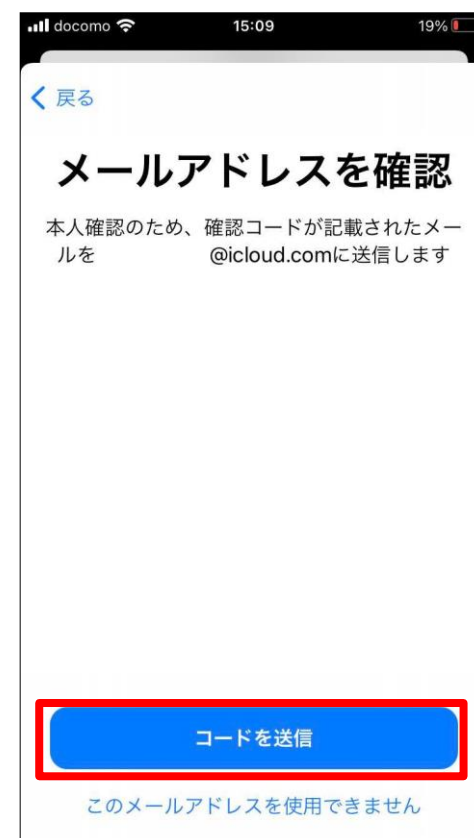 docomo 15:09 19%
戻る
メールアドレスを確認
本人確認のため、確認コードが記載されたメー
ルを @icloud.comに送信します
コードを送信
このメールアドレスを使用できません